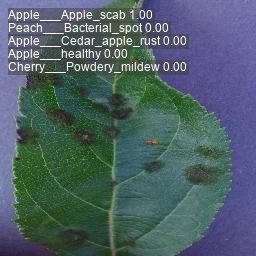 Apple___Apple_scab 1.00
Peach___Bacterial_spot 0.00
Apple___Cedar_apple_rust 0.00
Apple___healthy 0.00
Cherry___Powdery_mildew 0.00